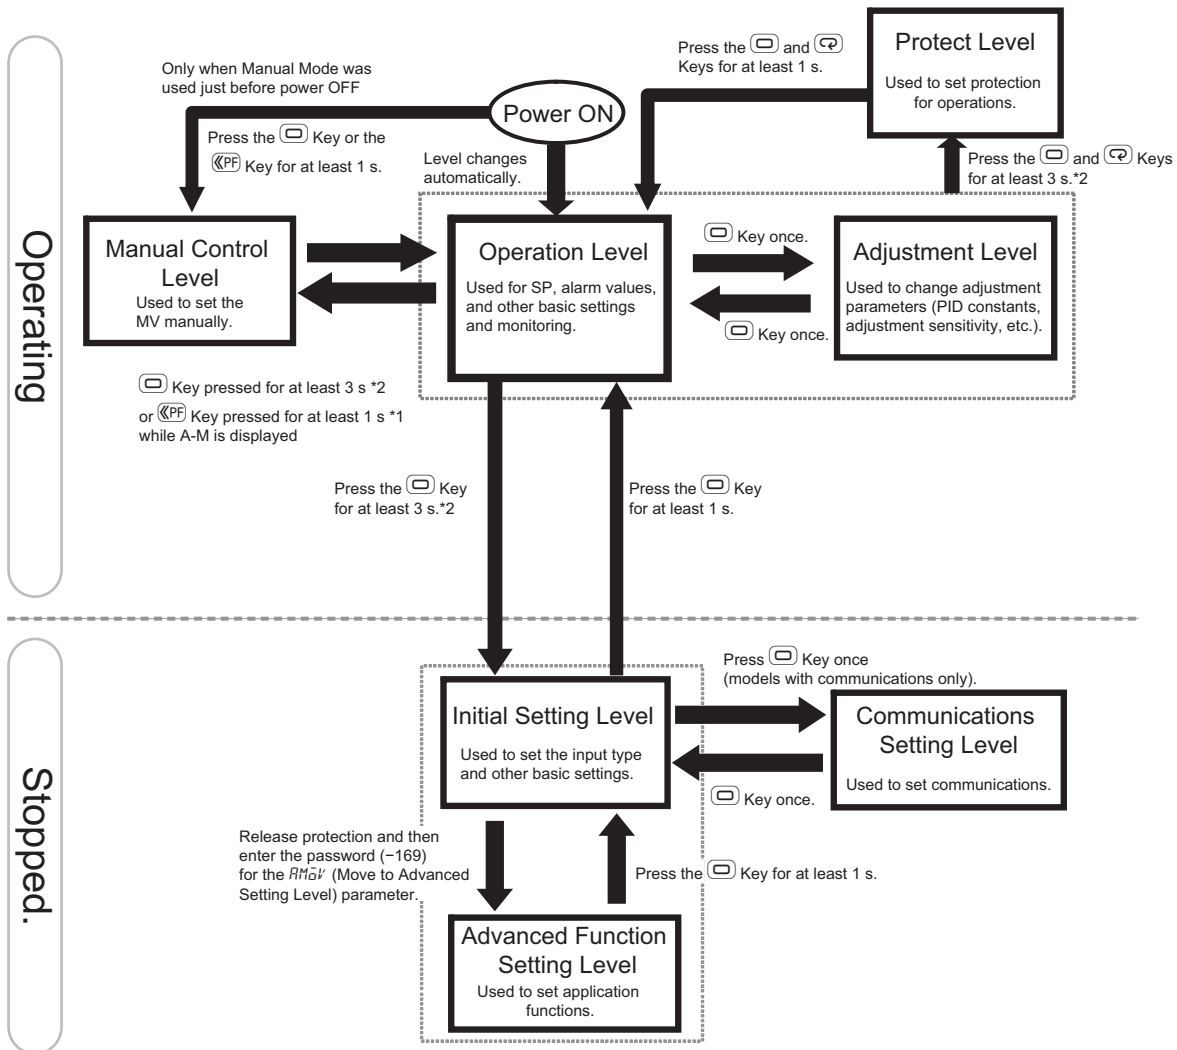 Operating
Only when Manual Mode was
used just before power OFF
Press the Key or the
PF Key for at least 1 s.
Power ON
Level changes
automatically.
Press the and
Keys for at least 1 s.
Protect Level
Used to set protection
for operations.
Press the and Keys
for at least 3 s.*2
Manual Control
Level
Used to set the
MV manually.
Operation Level
Used for SP, alarm values,
and other basic settings
and monitoring.
Key once.
Key once.
Adjustment Level
Used to change adjustment
parameters (PID constants,
adjustment sensitivity, etc.).
Key pressed for at least 3 s *2
or PF Key pressed for at least 1 s *1
while A-M is displayed
Press the Key
for at least 3 s.*2
Press the Key
for at least 1 s.
Stopped.
Initial Setting Level
Used to set the input type
and other basic settings.
Press Key once
(models with communications only).
Key once.
Communications
Setting Level
Used to set communications.
Release protection and then
enter the password (−169)
for the (Move to Advanced
Setting Level) parameter.
Press the Key for at least 1 s.
Advanced Function
Setting Level
Used to set application
functions.